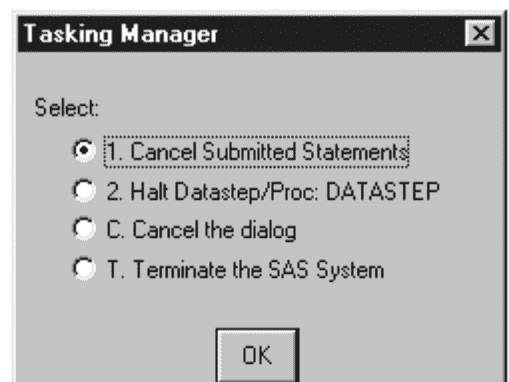 Tasking Manager
Select:
1. Cancel Submitted Statements
2. Halt Datastep/Proc: DATASTEP
C. Cancel the dialog
T. Terminate the SAS System
OK